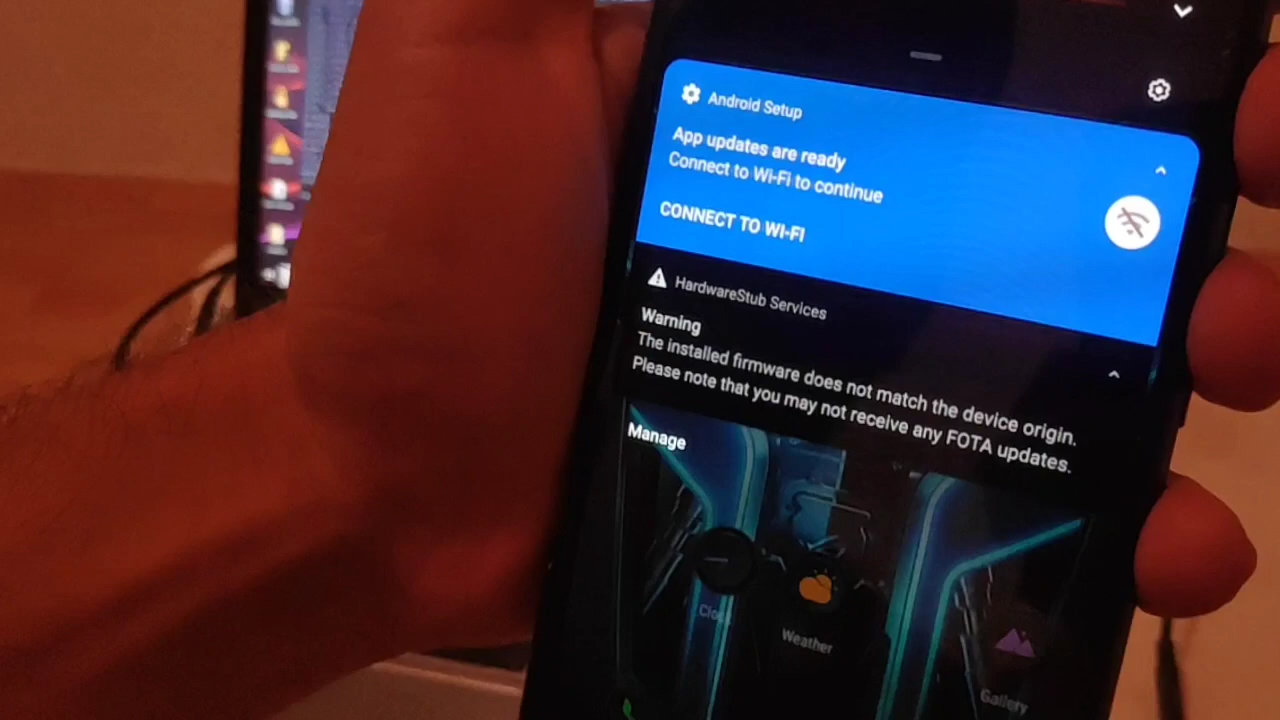 Android Setup
App updates are ready
Connect to Wi-Fi to continue
CONNECT TO WI-FI
HardwareStub Services
Warning
The installed firmware does not match the device origin.
Please note that you may not receive any FOTA updates.
Manage
Clock
Weather
Gallery